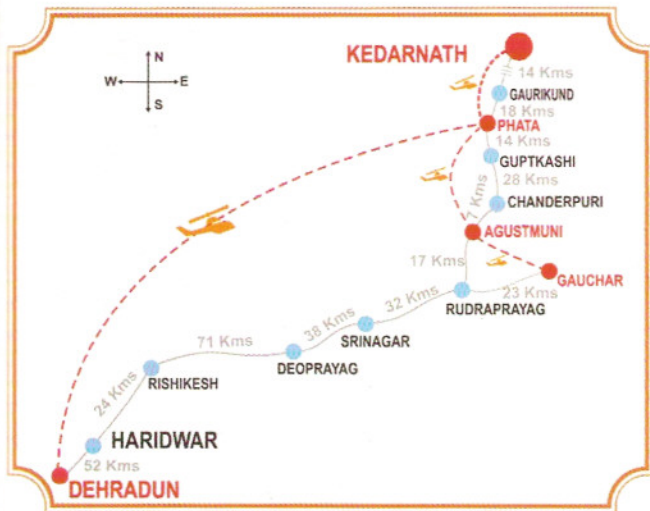 KEDARNATH
N
W E
S
14 Kms
GAURIKUND
18 Kms
PHATA
14 Kms
GUPTKASHI
28 Kms
CHANDERPURI
7 Kms
AGUSTMUNI
17 Kms
GAUCHAR
23 Kms
RUDRAPRAYAG
32 Kms
SRINAGAR
38 Kms
DEOPRAYAG
71 Kms
RISHIKESH
24 Kms
HARIDWAR
52 Kms
DEHRADUN